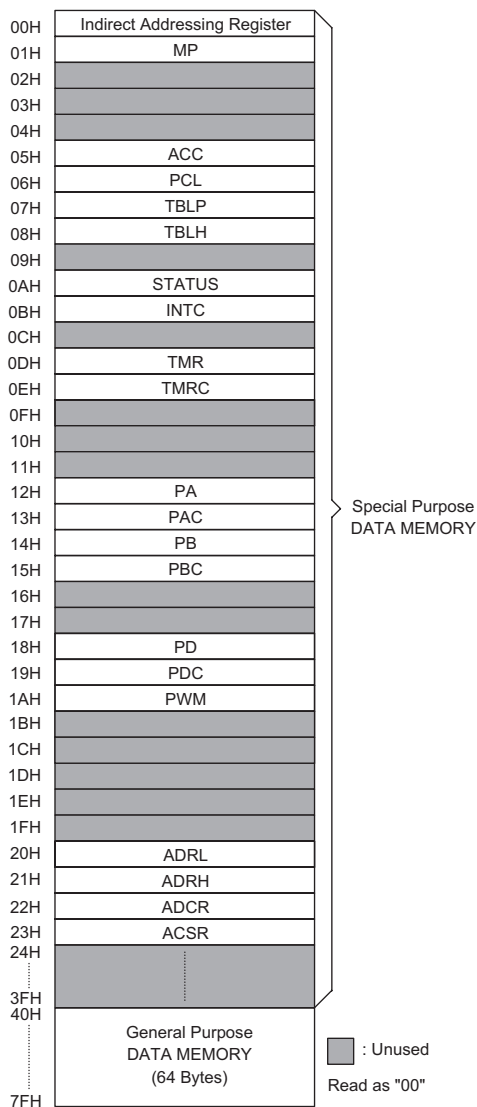 00H Indirect Addressing Register
01H MP
02H
03H
04H
05H ACC
06H PCL
07H TBLP
08H TBLH
09H
0AH STATUS
0BH INTC
0CH
0DH TMR
0EH TMRC
0FH
10H
11H
12H PA
13H PAC
14H PB
15H PBC
16H
17H
18H PD
19H PDC
1AH PWM
1BH
1CH
1DH
1EH
1FH
20H ADRL
21H ADRH
22H ADCR
23H ACSR
24H
3FH
40H
General Purpose
DATA MEMORY
(64 Bytes)
7FH
Special Purpose
DATA MEMORY
: Unused
Read as "00"